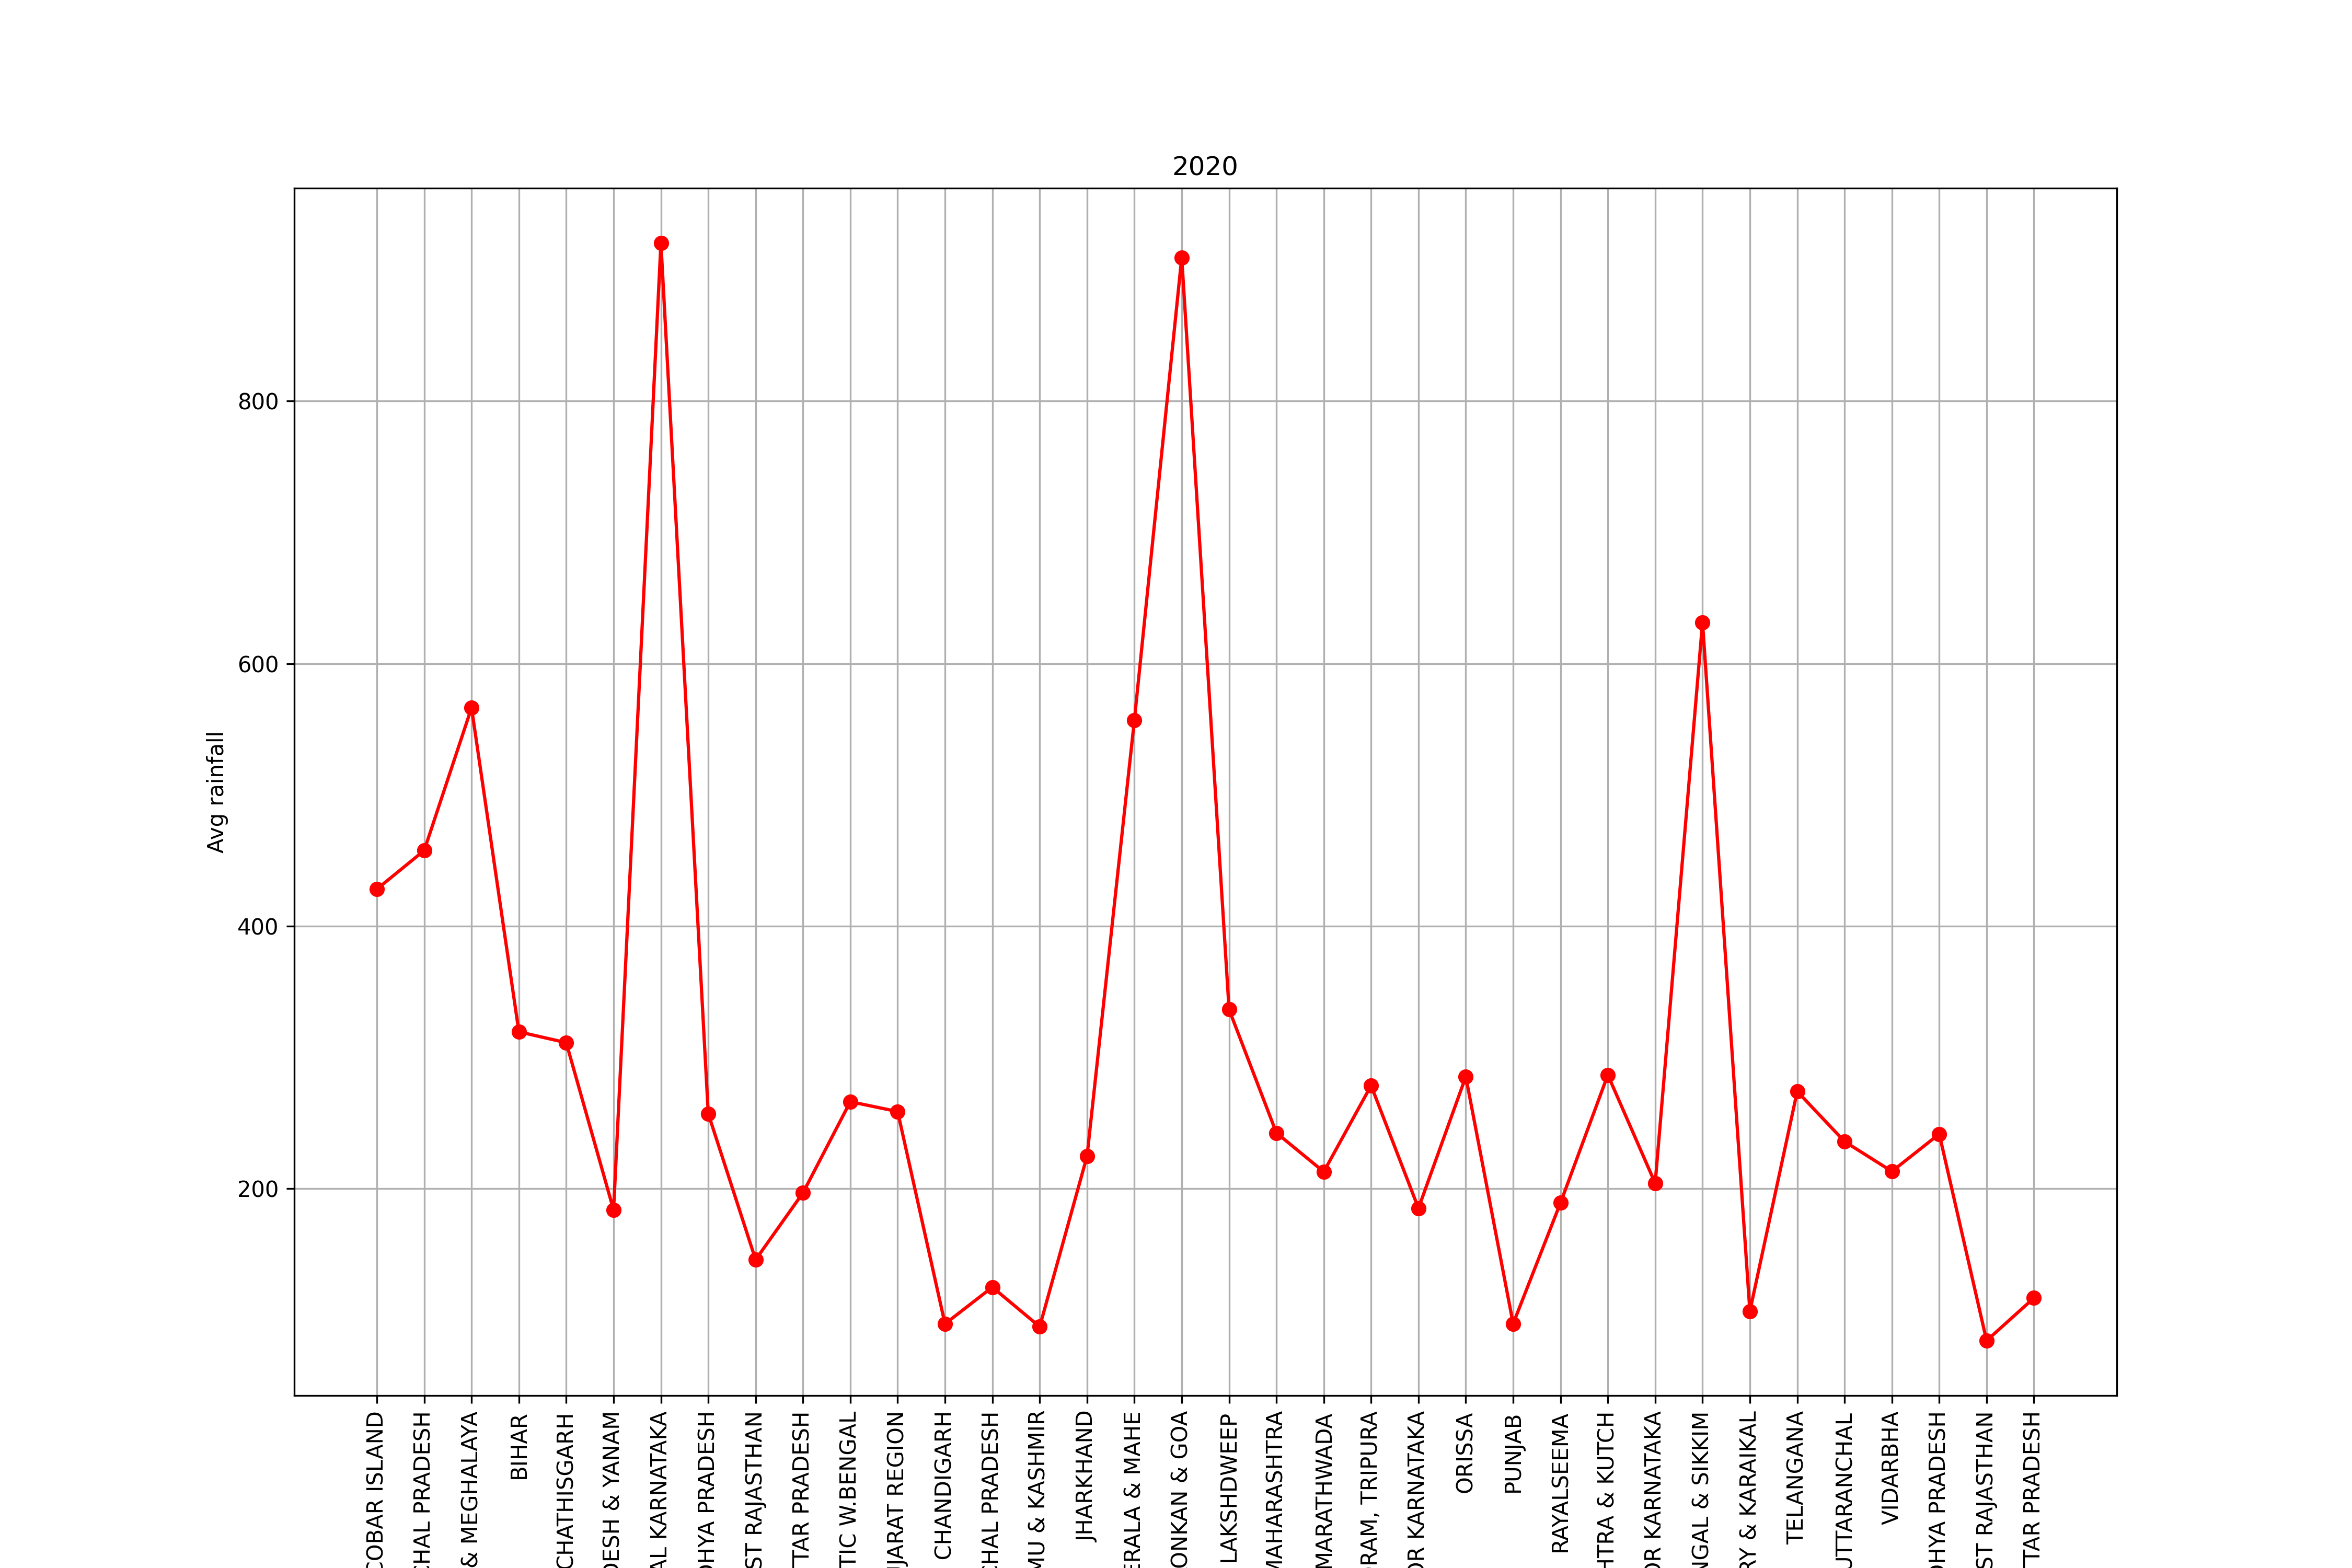 2020
Avg rainfall
800
600
400
200
COBAR ISLAND
CHAL PRADESH
& MEGHALAYA
BIHAR
CHATHISGARH
DESH & YANAM
AL KARNATAKA
DHYA PRADESH
ST RAJASTHAN
TTAR PRADESH
TIC W.BENGAL
JARAT REGION
CHANDIGARH
CHAL PRADESH
MU & KASHMIR
JHARKHAND
ERALA & MAHE
ONKAN & GOA
LAKSHDWEEP
MAHARASHTRA
MARATHWADA
RAM, TRIPURA
OR KARNATAKA
ORISSA
PUNJAB
RAYALSEEMA
HTRA & KUTCH
OR KARNATAKA
NGAL & SIKKIM
RY & KARAIKAL
TELANGANA
UTTARANCHAL
VIDARBHA
DHYA PRADESH
ST RAJASTHAN
TTAR PRADESH